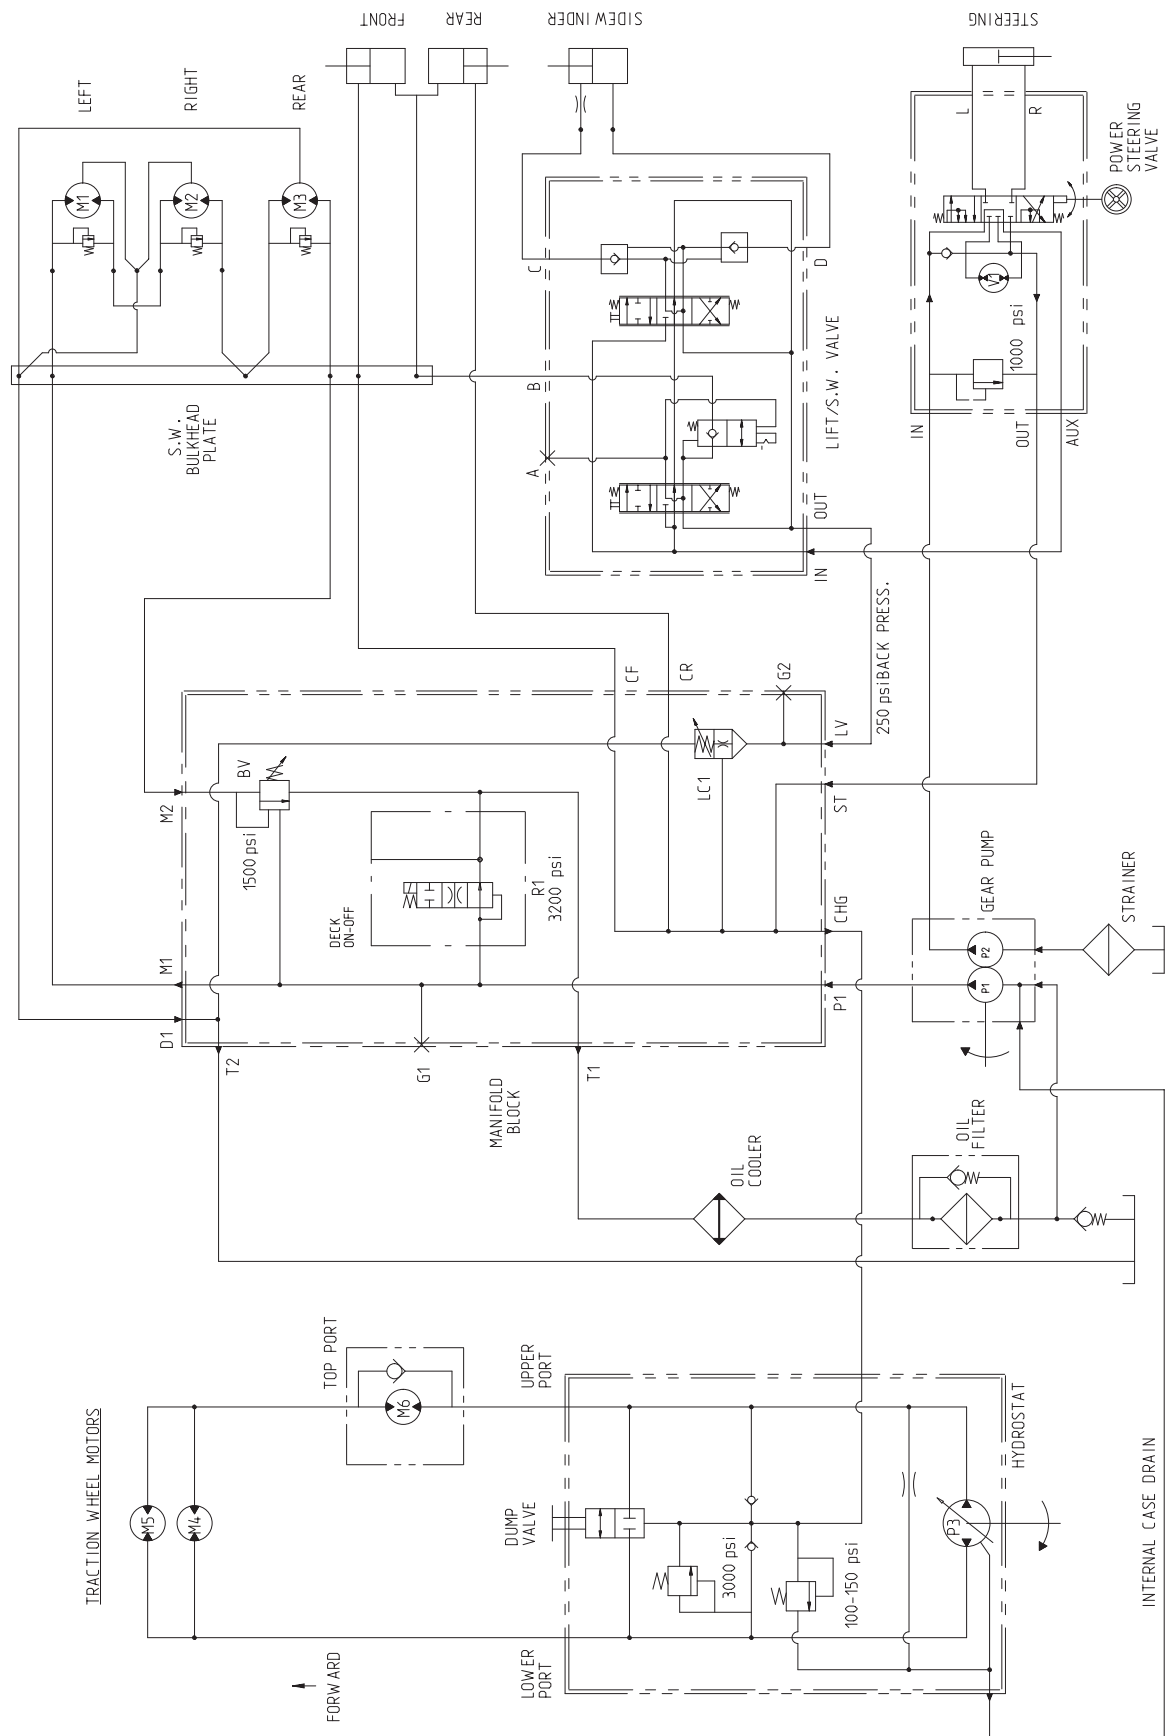 FRONT
REAR
SIDEWINDER
STEERING
LEFT
RIGHT
REAR
M1
M2
M3
L
R
POWER
STEERING
VALVE
C
D
V1
1000 psi
LIFT/S.W. VALVE
S.W.
BULKHEAD
PLATE
B
A
IN
OUT
AUX
OUT
IN
250 psi BACK PRESS.
CF
CR
G2
LV
LC1
ST
M2
BV
1500 psi
DECK
ON-OFF
R1
3200 psi
CHG
M1
P1
D1
T2
G1
T1
MANIFOLD
BLOCK
GEAR PUMP
P2
P1
STRAINER
OIL
COOLER
OIL
FILTER
TOP PORT
M6
UPPER
PORT
HYDROSTAT
TRACTION WHEEL MOTORS
M5
M4
DUMP
VALVE
3000 psi
100-150 psi
P3
INTERNAL CASE DRAIN
LOWER
PORT
FORWARD